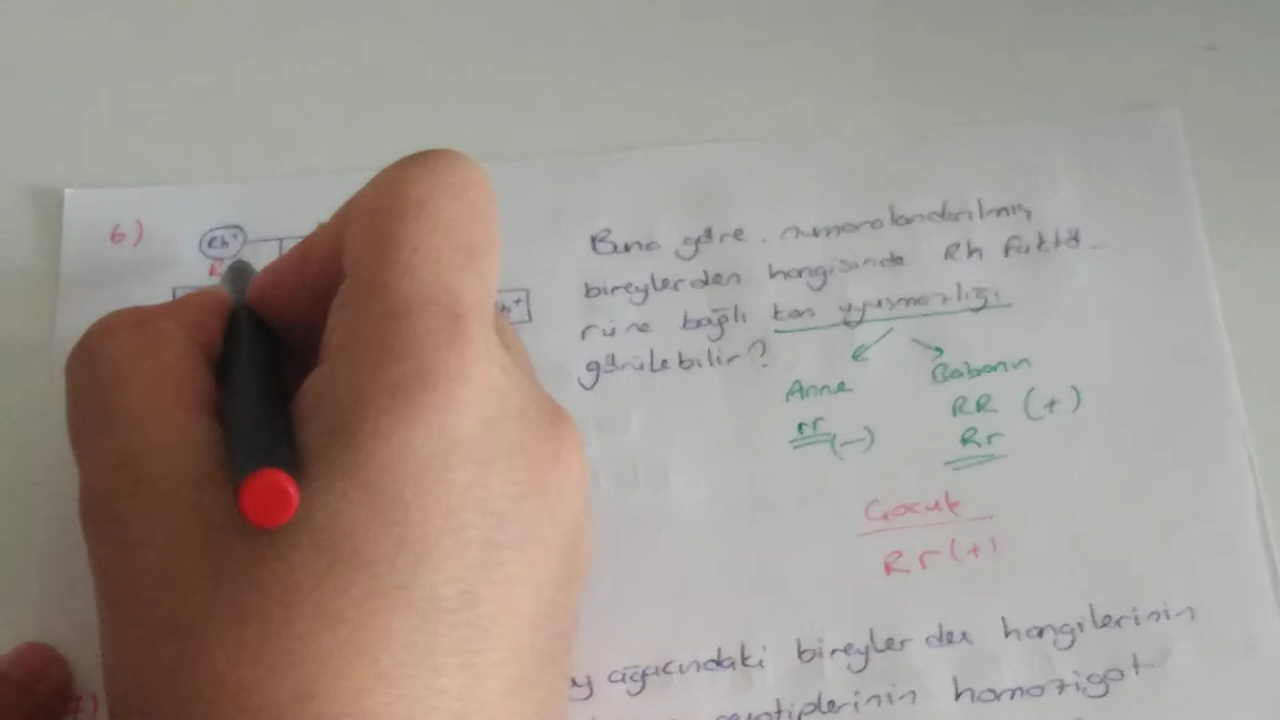 6)
Rh+
R
h+
Buna göre. numaralandırılmış
bireylerden hangisinde Rh faktö-
rüne bağlı kan uyuşmazlığı
görülebilir?
Anne
rr (-)
Babanın
RR (+)
Rr
Çocuk
Rr (+)
y ağacındaki bireylerden hangilerinin
homozigot
7)